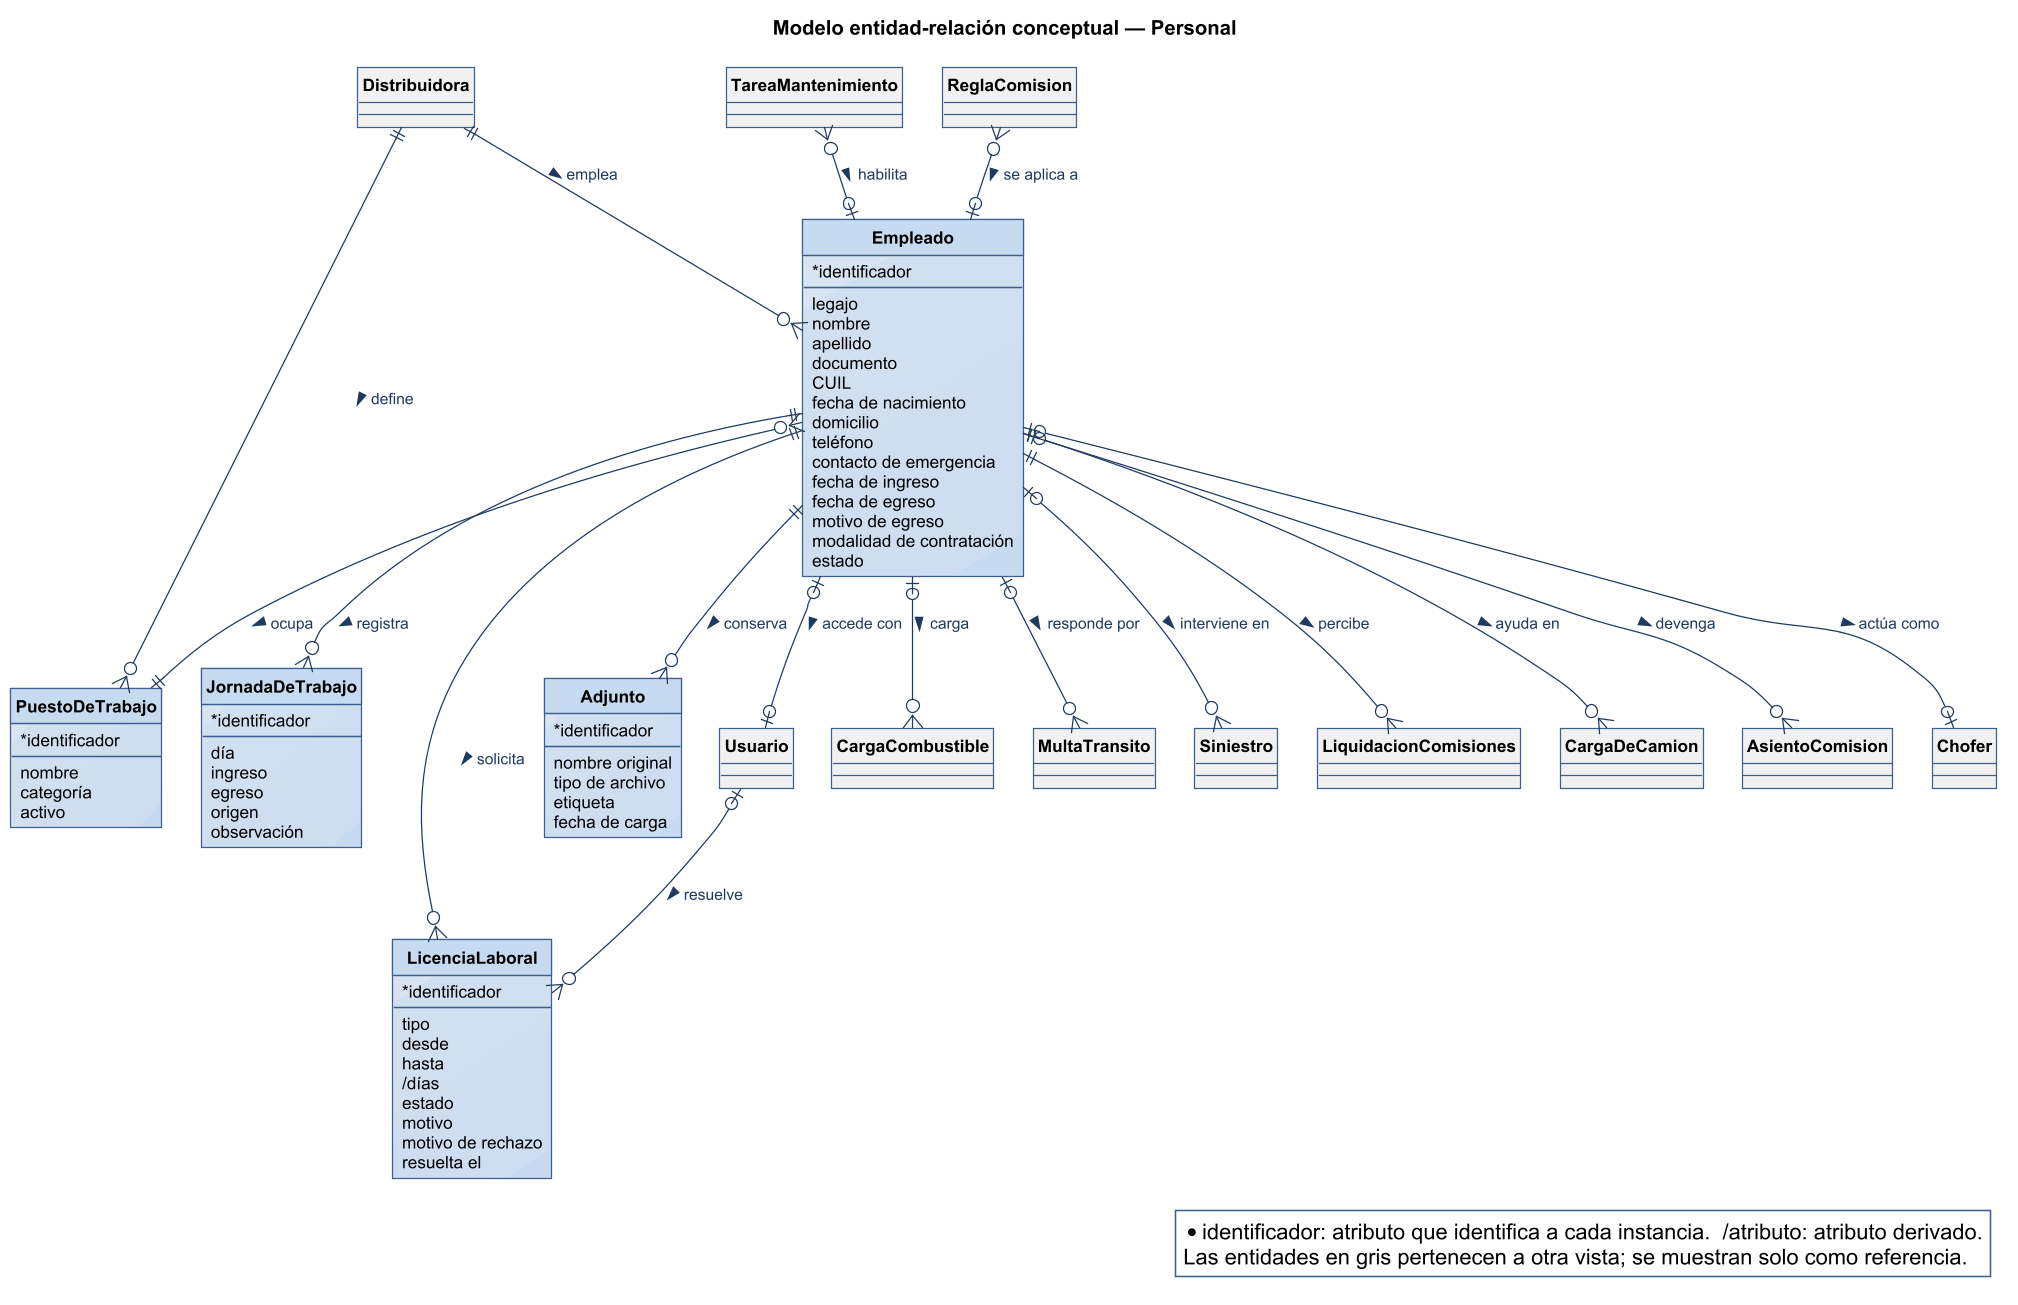 Modelo entidad-relación conceptual — Personal
Distribuidora
TareaMantenimiento
ReglaComision
emplea
habilita
se aplica a
Empleado
*identificador
legajo
nombre
apellido
documento
CUIL
fecha de nacimiento
domicilio
teléfono
contacto de emergencia
fecha de ingreso
fecha de egreso
motivo de egreso
modalidad de contratación
estado
define
ocupa
registra
conserva
accede con
carga
responde por
interviene en
percibe
ayuda en
devenga
actúa como
PuestoDeTrabajo
*identificador
nombre
categoría
activo
JornadaDeTrabajo
*identificador
día
ingreso
egreso
origen
observación
solicita
Adjunto
*identificador
nombre original
tipo de archivo
etiqueta
fecha de carga
Usuario
CargaCombustible
MultaTransito
Siniestro
LiquidacionComisiones
CargaDeCamion
AsientoComision
Chofer
resuelve
LicenciaLaboral
*identificador
tipo
desde
hasta
/días
estado
motivo
motivo de rechazo
resuelta el
• identificador: atributo que identifica a cada instancia.  /atributo: atributo derivado.
Las entidades en gris pertenecen a otra vista; se muestran solo como referencia.